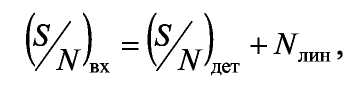 (S/N)вх = (S/N)дет + Nлин ,